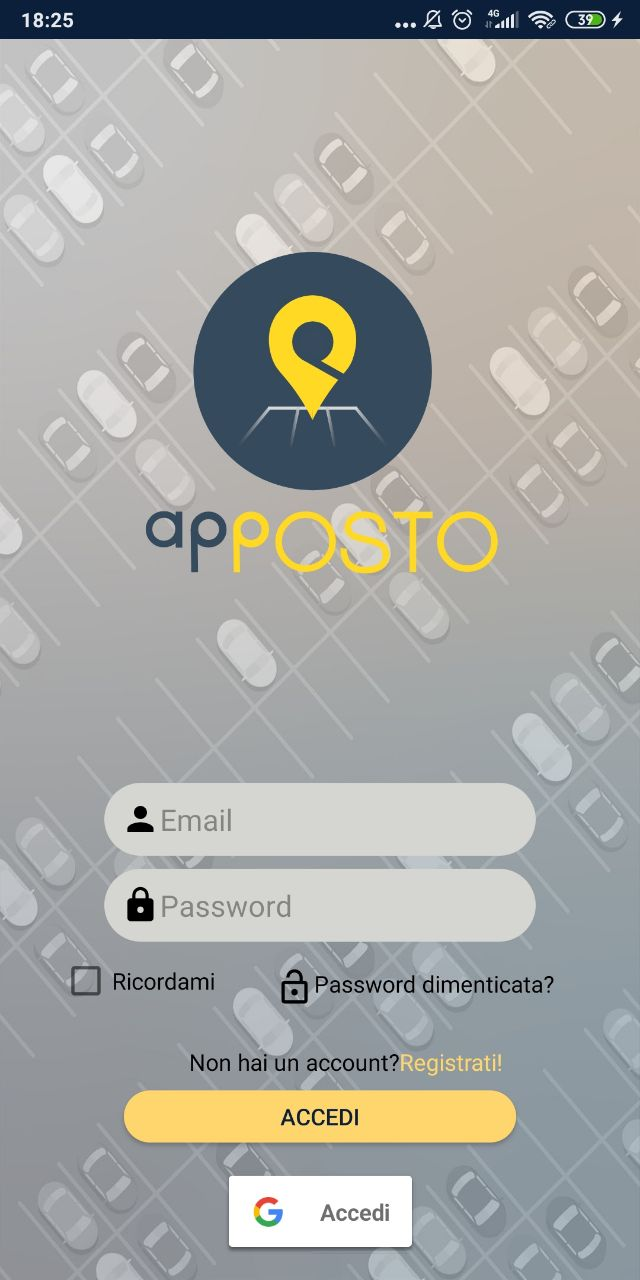 18:25 4G 39
apPOSTO
Email
Password
Ricordami Password dimenticata?
Non hai un account?Registrati!
ACCEDI
G Accedi